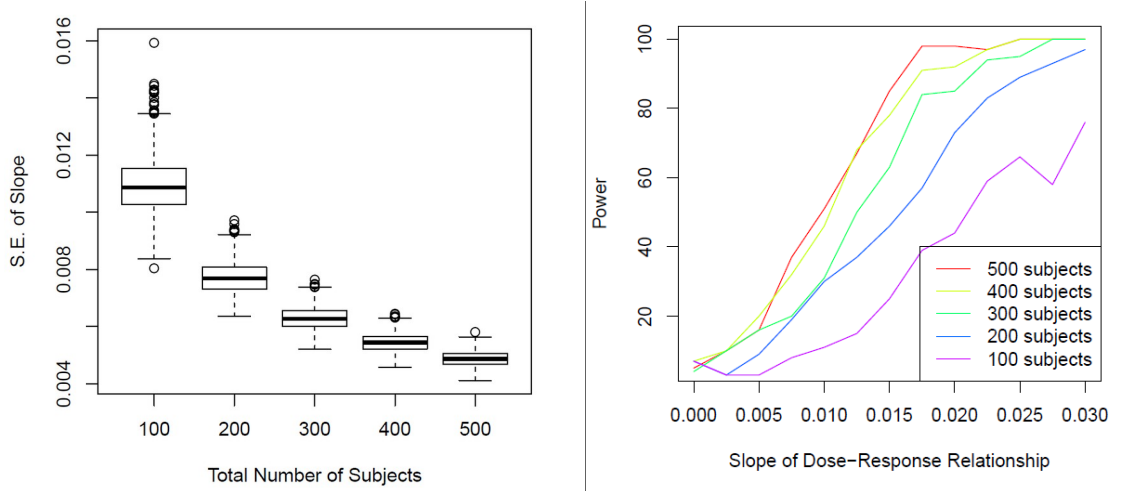 S.E. of Slope
0.016
0.012
0.008
0.004
100 200 300 400 500
Total Number of Subjects
Power
100
80
60
40
20
500 subjects
400 subjects
300 subjects
200 subjects
100 subjects
0.000 0.005 0.010 0.015 0.020 0.025 0.030
Slope of Dose−Response Relationship